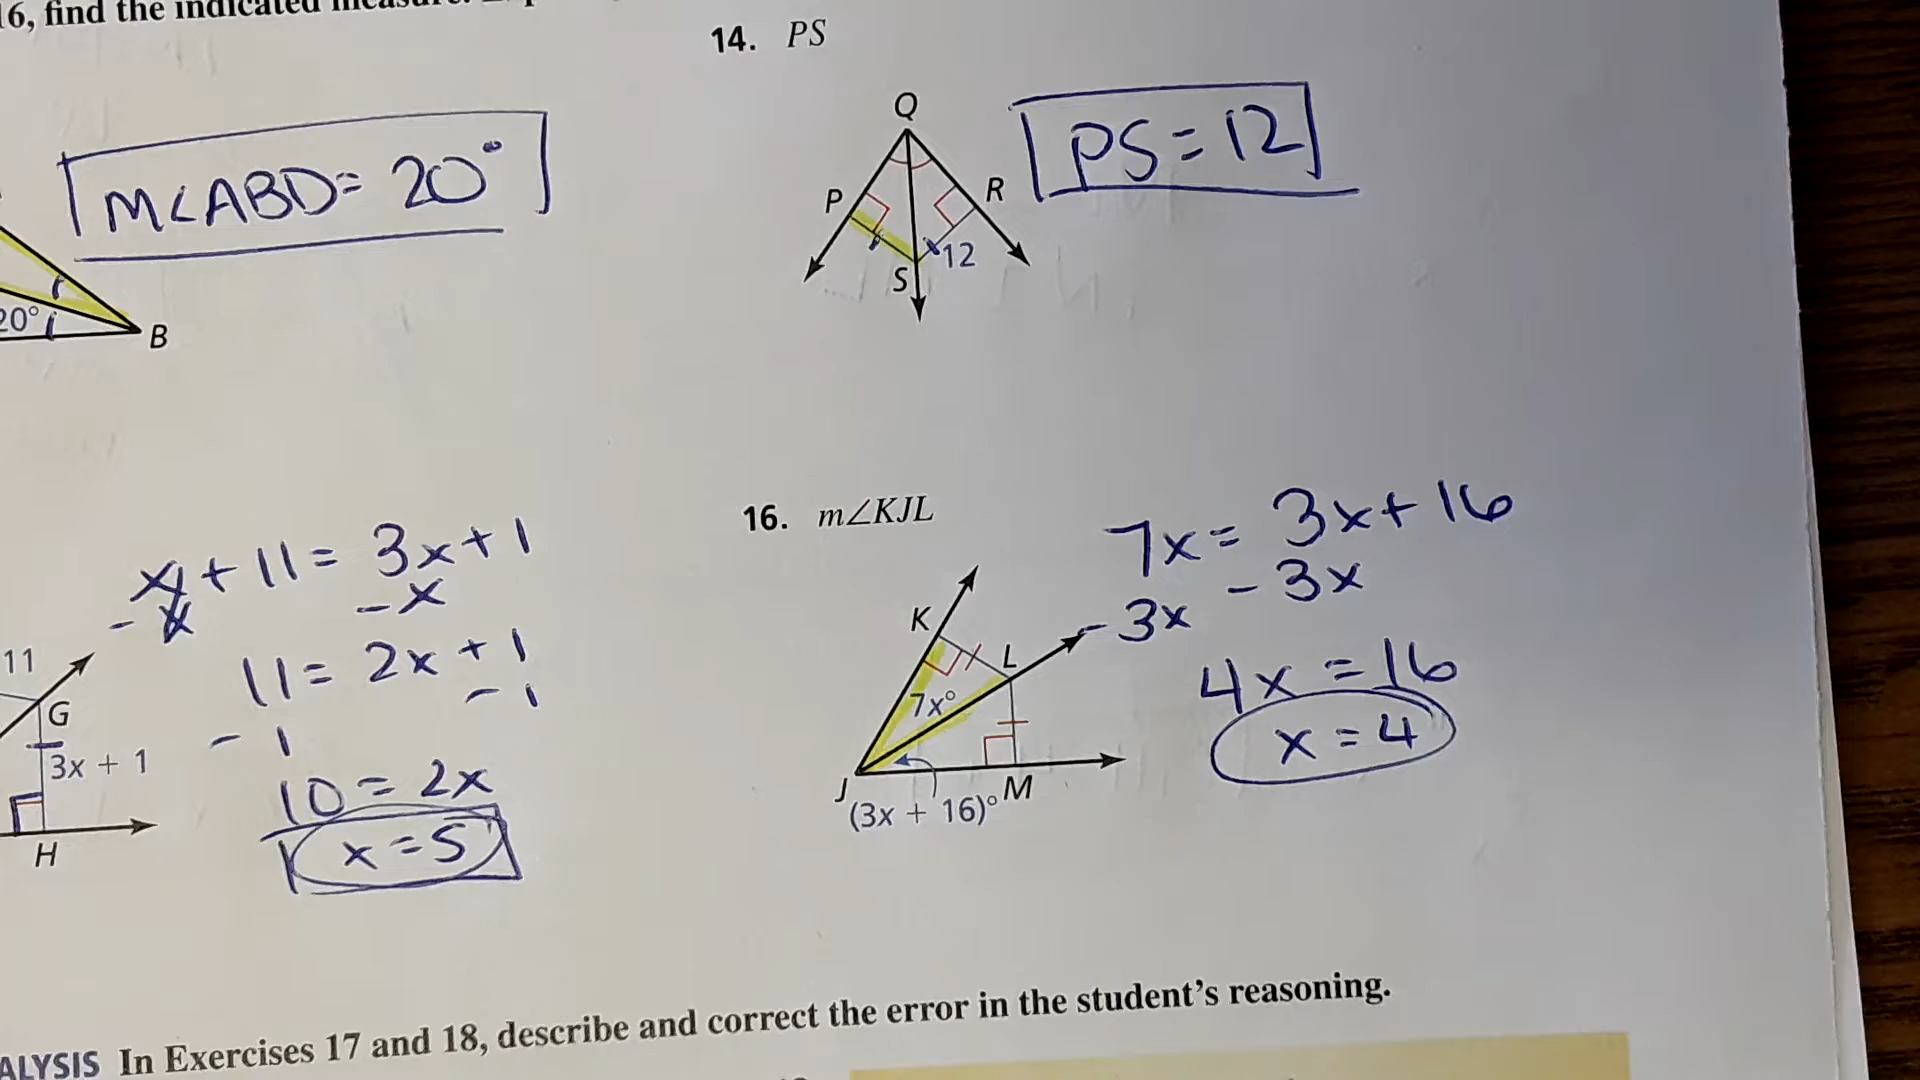 16, find the indicated
14. PS
Q
P
R
S
12
PS = 12
m<ABD = 20°
20°
B
x + 11 = 3x + 1
- x - x
11 = 2x + 1
- 1 - 1
10 = 2x
x = 5
11
G
3x + 1
H
16. m∠KJL
K
L
7x°
J
M
(3x + 16)°
7x = 3x + 16
- 3x - 3x
4x = 16
x = 4
ALYSIS In Exercises 17 and 18, describe and correct the error in the student’s reasoning.